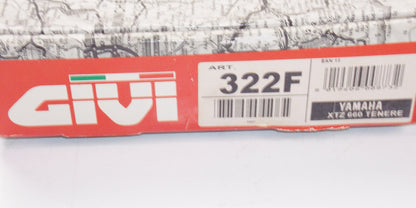 GIVI
ART.
322F
YAMAHA
XTZ 660 TENERE